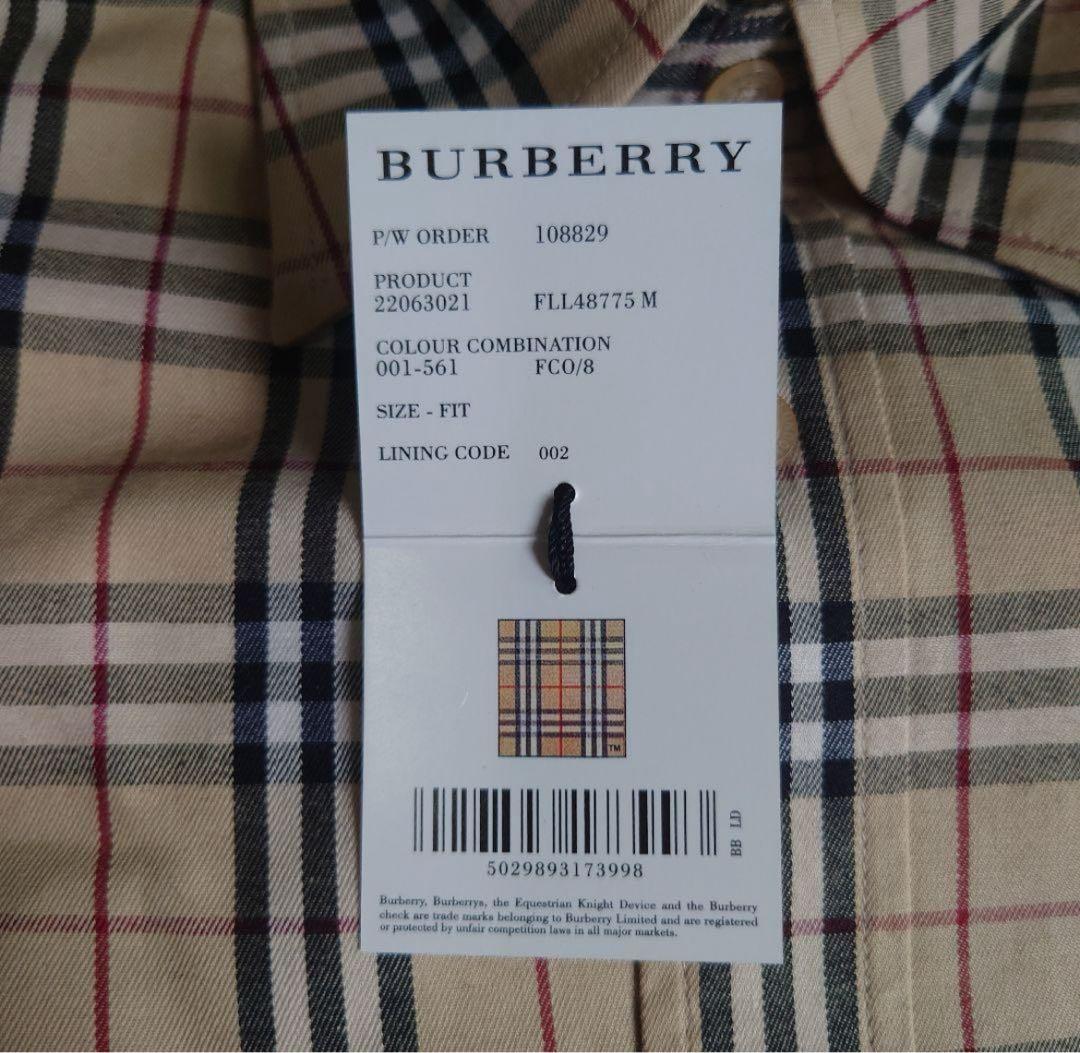 BURBERRY
P/W ORDER 108829
PRODUCT
22063021 FLL48775 M
COLOUR COMBINATION
001-561 FCO/8
SIZE - FIT
LINING CODE 002
TM
BB LD
5029893173998
Burberry, Burberrys, the Equestrian Knight Device and the Burberry
check are trade marks belonging to Burberry Limited and are registered
or protected by unfair competition laws in all major markets.